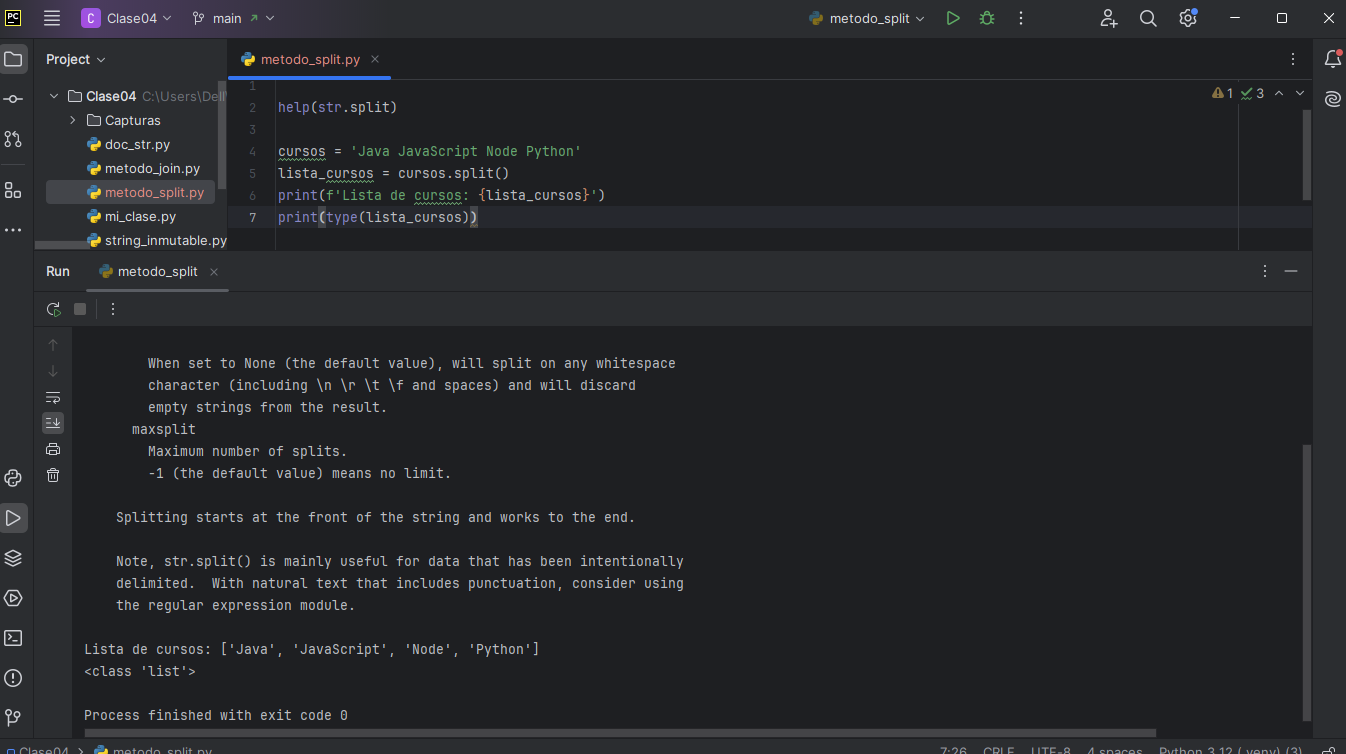 PC
C Clase04
main
metodo_split
Project
metodo_split.py
Clase04 C:\Users\Dell\
Capturas
doc_str.py
metodo_join.py
metodo_split.py
mi_clase.py
string_inmutable.py
1 3
1
2 help(str.split)
3
4 cursos = 'Java JavaScript Node Python'
5 lista_cursos = cursos.split()
6 print(f'Lista de cursos: {lista_cursos}')
7 print(type(lista_cursos))
Run metodo_split
When set to None (the default value), will split on any whitespace
character (including \n \r \t \f and spaces) and will discard
empty strings from the result.
maxsplit
Maximum number of splits.
-1 (the default value) means no limit.
Splitting starts at the front of the string and works to the end.
Note, str.split() is mainly useful for data that has been intentionally
delimited.  With natural text that includes punctuation, consider using
the regular expression module.
Lista de cursos: ['Java', 'JavaScript', 'Node', 'Python']
<class 'list'>
Process finished with exit code 0
Clase04 > metodo_split.py 7:26 CRLF UTF-8 4 spaces Python 3.12 (.venv) (3)